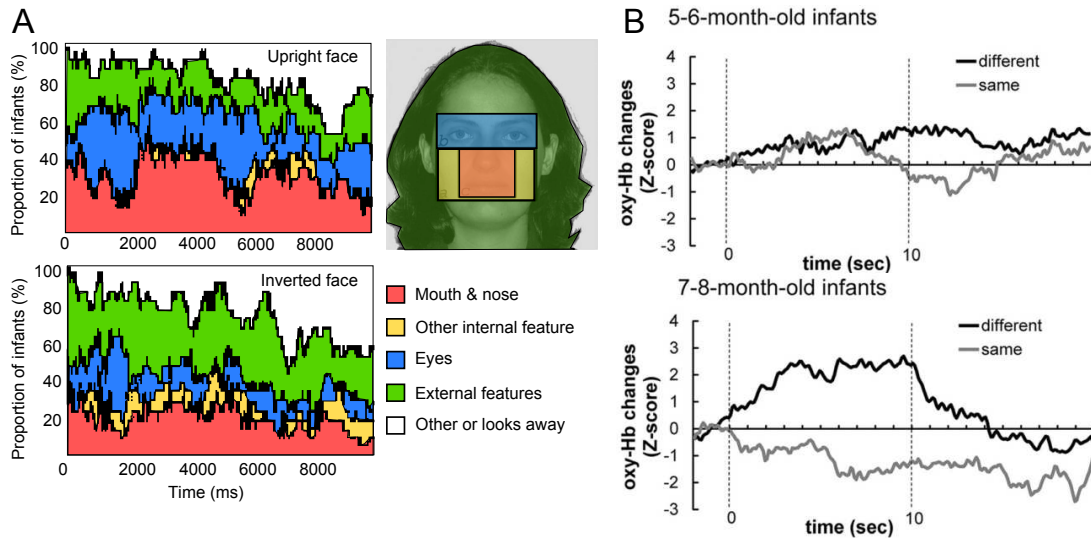 A
Upright face
Proportion of infants (%)
100
80
60
40
20
0
2000
4000
6000
8000
Inverted face
Proportion of infants (%)
100
80
60
40
20
0
2000
4000
6000
8000
Time (ms)
Mouth & nose
Other internal feature
Eyes
External features
Other or looks away
B
5-6-month-old infants
different
same
oxy-Hb changes
(Z-score)
4
3
2
1
0
-1
-2
-3
0
10
time (sec)
7-8-month-old infants
different
same
oxy-Hb changes
(Z-score)
4
3
2
1
0
-1
-2
-3
0
10
time (sec)